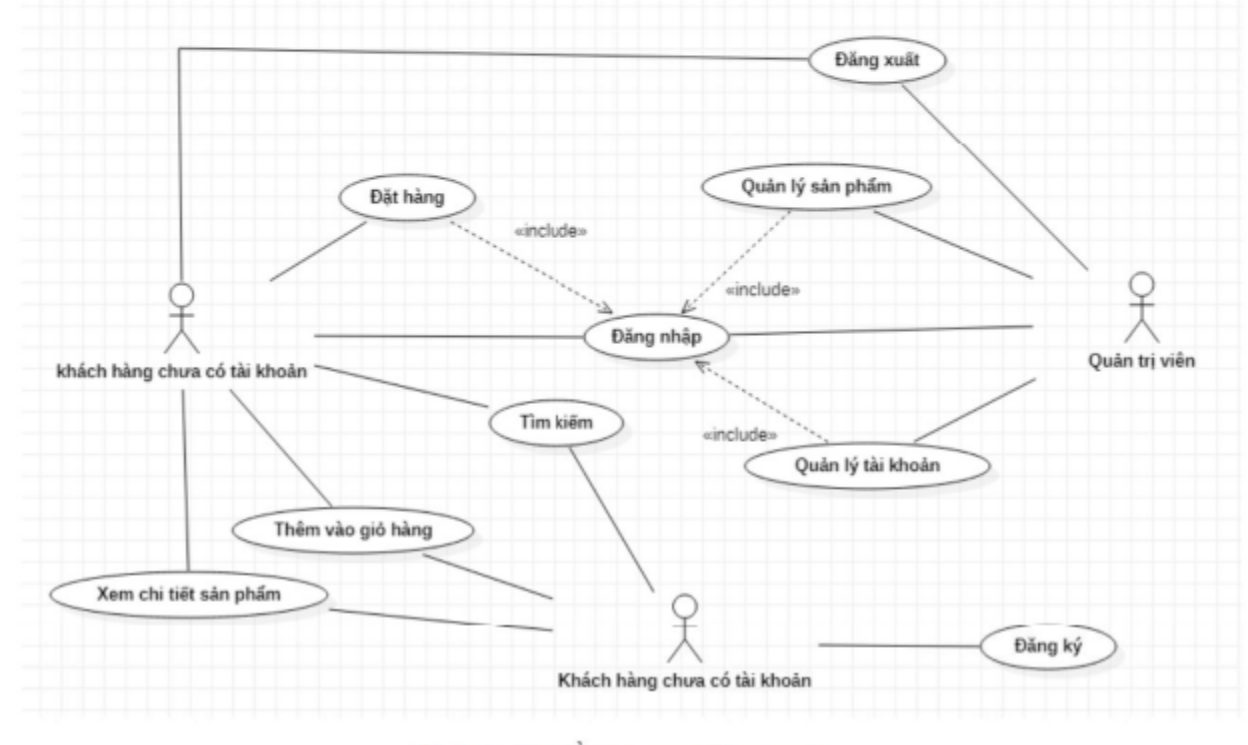 Đăng xuất
Quản lý sản phẩm
Đặt hàng
«include»
«include»
Đăng nhập
Quản trị viên
khách hàng chưa có tài khoản
Tìm kiếm
«include»
Quản lý tài khoản
Thêm vào giỏ hàng
Xem chi tiết sản phẩm
Đăng ký
Khách hàng chưa có tài khoản